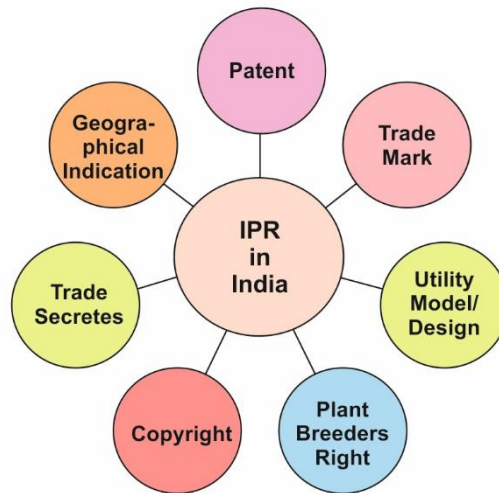 Patent
Trade
Mark
Utility
Model/
Design
Plant
Breeders
Right
Copyright
Trade
Secretes
Geogra-
phical
Indication
IPR
in
India